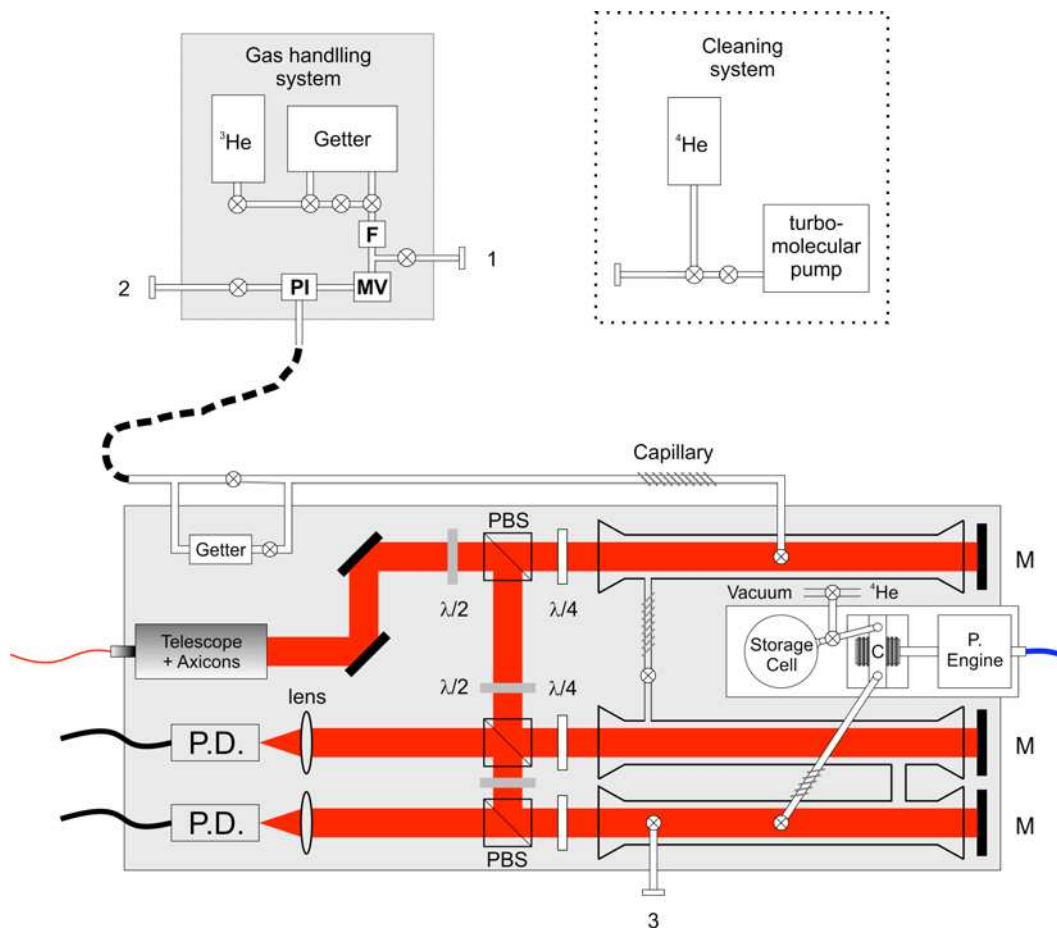 Gas handlling
system
³He
Getter
F
1
2
PI
MV
Cleaning
system
⁴He
turbo-
molecular
pump
Capillary
PBS
Getter
M
λ/2
λ/4
Vacuum
⁴He
Telescope
+ Axicons
Storage
Cell
C
P.
Engine
λ/2
λ/4
lens
P.D.
M
P.D.
M
PBS
3